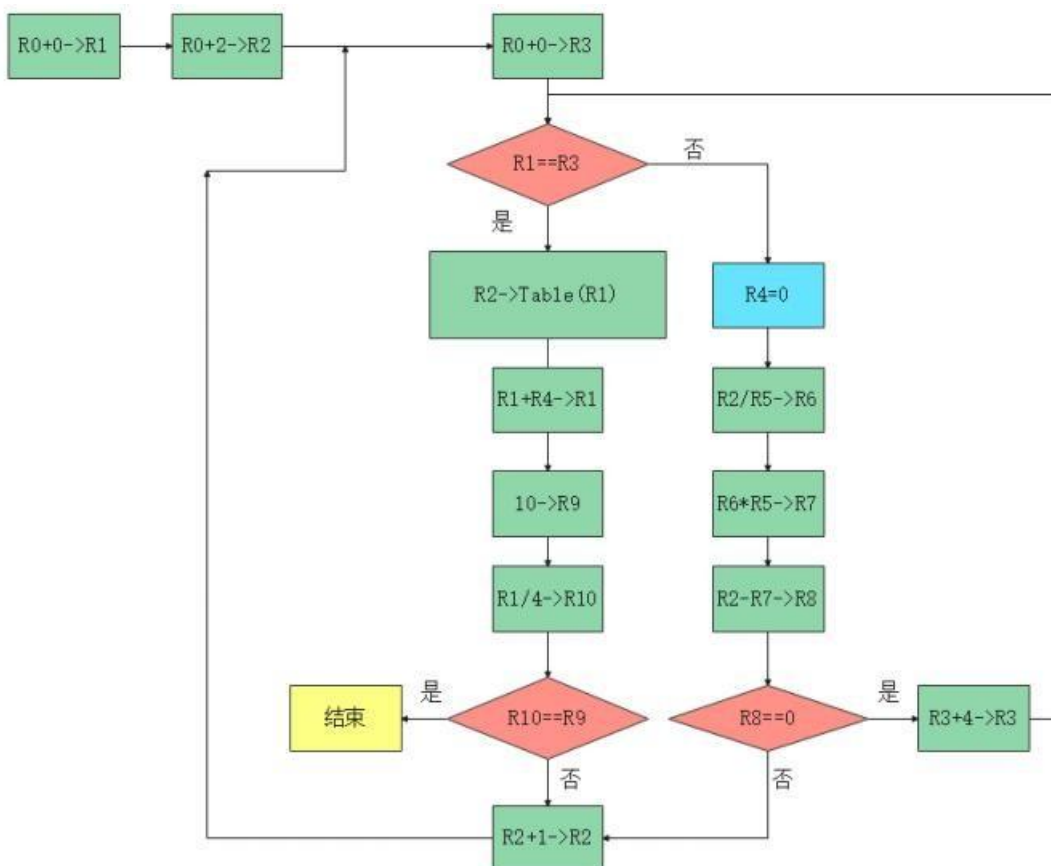 R0+0->R1
R0+2->R2
R0+0->R3
R1==R3
否
是
R2->Table(R1)
R4=0
R1+R4->R1
R2/R5->R6
10->R9
R6*R5->R7
R1/4->R10
R2-R7->R8
结束
是
R10==R9
R8==0
是
R3+4->R3
否
否
R2+1->R2